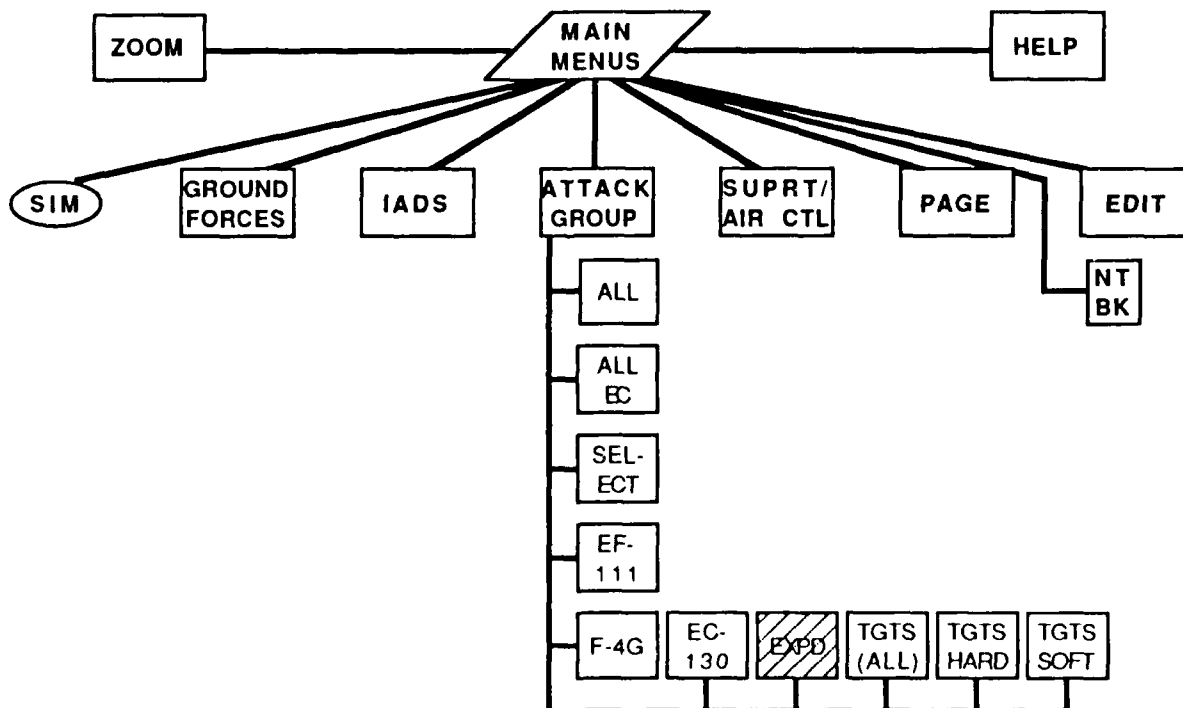 ZOOM
MAIN
MENUS
HELP
SIM
GROUND
FORCES
IADS
ATTACK
GROUP
SUPRT/
AIR CTL
PAGE
EDIT
NT
BK
ALL
ALL
EC
SEL-
ECT
EF-
111
F-4G
EC-
130
EXPD
TGTS
(ALL)
TGTS
HARD
TGTS
SOFT